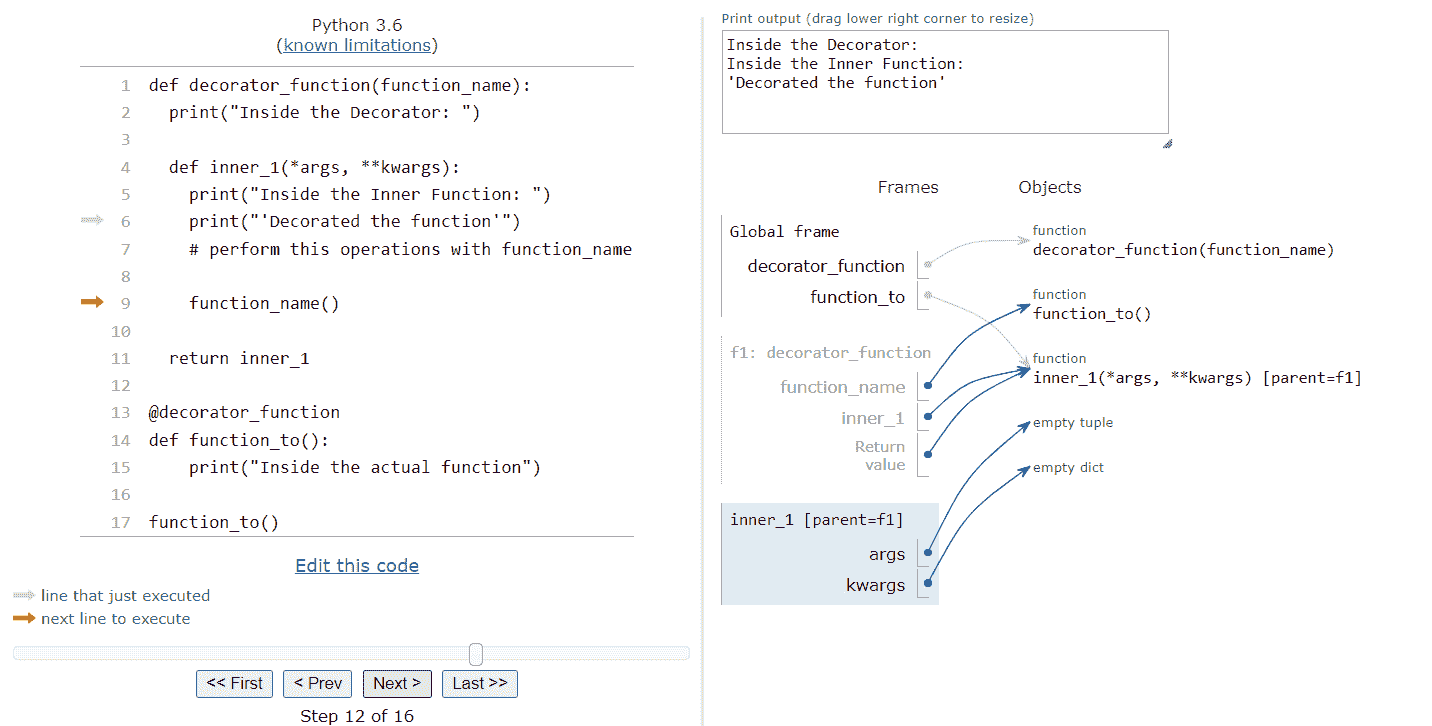 Python 3.6
(known limitations)
1 def decorator_function(function_name):
2 print("Inside the Decorator: ")
3
4 def inner_1(*args, **kwargs):
5 print("Inside the Inner Function: ")
6 print("'Decorated the function'")
7 # perform this operations with function_name
8
9 function_name()
10
11 return inner_1
12
13 @decorator_function
14 def function_to():
15 print("Inside the actual function")
16
17 function_to()
Edit this code
line that just executed
next line to execute
<< First < Prev Next > Last >>
Step 12 of 16
Print output (drag lower right corner to resize)
Inside the Decorator:
Inside the Inner Function:
'Decorated the function'
Frames Objects
Global frame
decorator_function
function_to
f1: decorator_function
function_name
inner_1
Return
value
inner_1 [parent=f1]
args
kwargs
function
decorator_function(function_name)
function
function_to()
function
inner_1(*args, **kwargs) [parent=f1]
empty tuple
empty dict